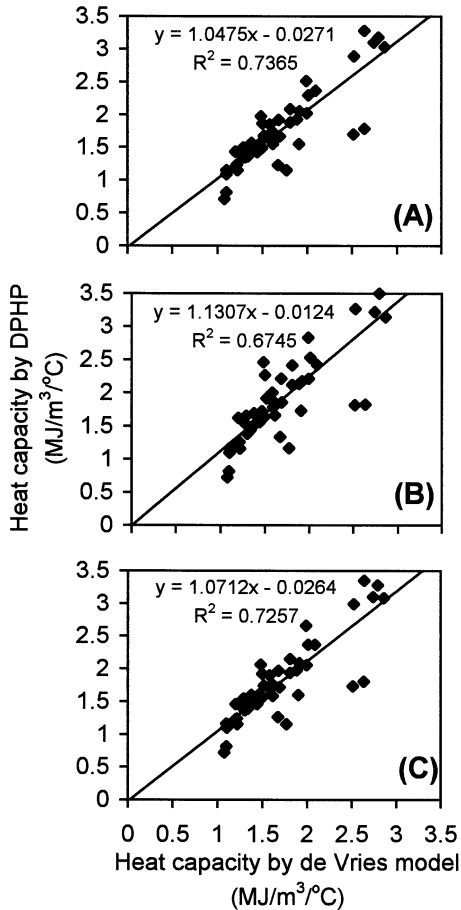 3.5
y = 1.0475x - 0.0271
3
R² = 0.7365
2.5
2
1.5
1
0.5
(A)
0
3.5
y = 1.1307x - 0.0124
3
R² = 0.6745
2.5
2
1.5
1
0.5
(B)
0
3.5
y = 1.0712x - 0.0264
3
R² = 0.7257
2.5
2
1.5
1
0.5
(C)
0
0 0.5 1 1.5 2 2.5 3 3.5
Heat capacity by DPHP
(MJ/m³/ºC)
Heat capacity by de Vries model
(MJ/m³/ºC)